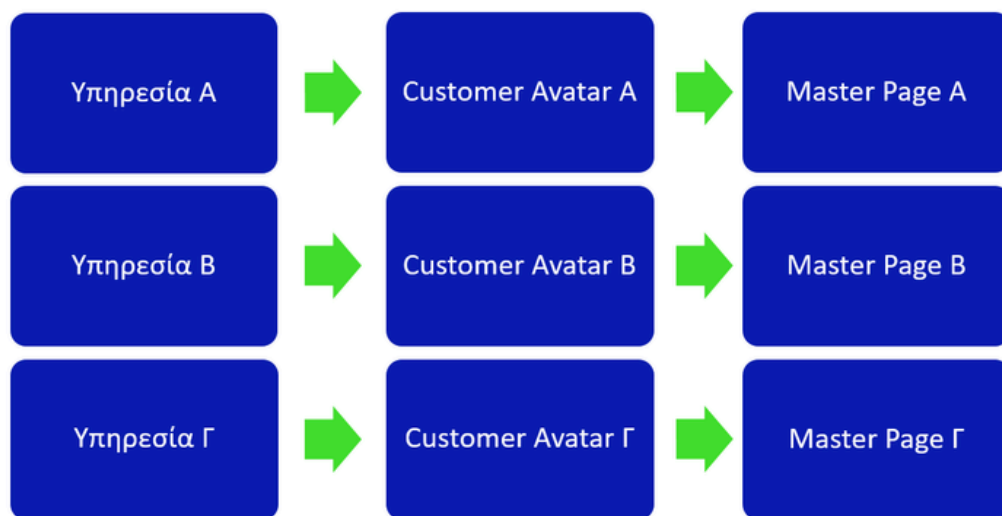 Υπηρεσία Α
Customer Avatar A
Master Page A
Υπηρεσία Β
Customer Avatar B
Master Page B
Υπηρεσία Γ
Customer Avatar Γ
Master Page Γ